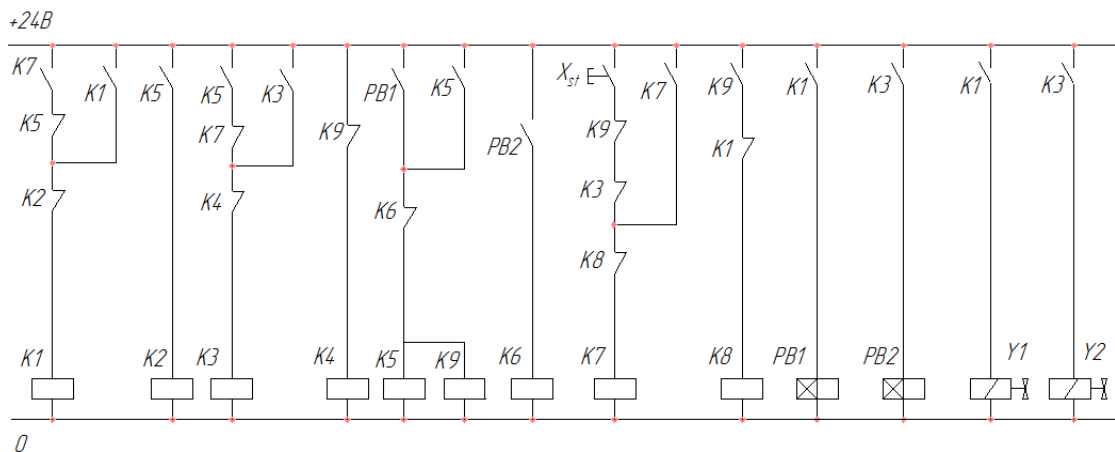 +24В
K7 K1 K5 K5 K3 PB1 K5 X_st K7 K9 K1 K3 K1 K3
K5 K7 K9 PB2 K9 K1
K2 K4 K6 K3
K8
K1 K2 K3 K4 K5 K9 K6 K7 K8 PB1 PB2 Y1 Y2
0